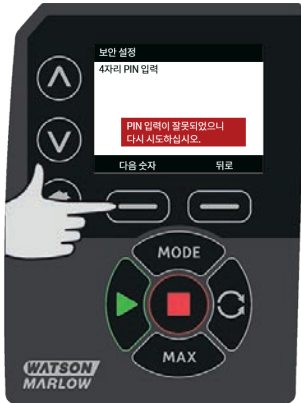 보안 설정
4자리 PIN 입력
PIN 입력이 잘못되었으니
다시 시도하십시오.
다음 숫자 뒤로
MODE
MAX
WATSON
MARLOW